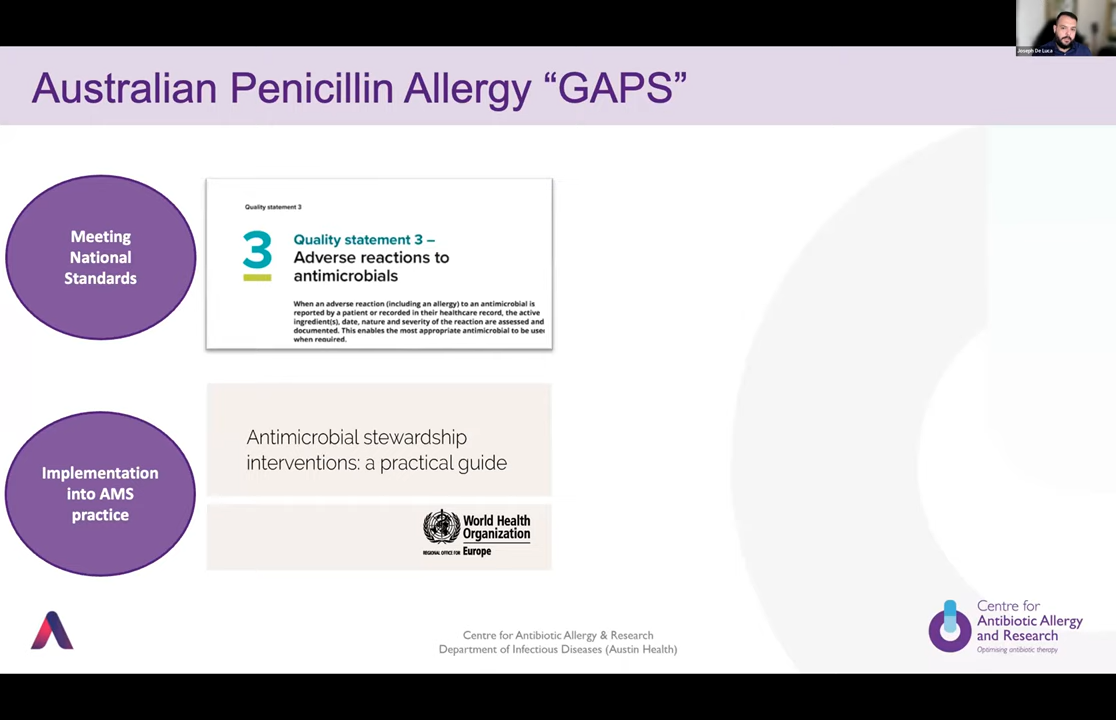 Joseph De Luca
Australian Penicillin Allergy “GAPS”
Meeting
National
Standards
Quality statement 3
3
Quality statement 3 –
Adverse reactions to
antimicrobials
When an adverse reaction (including an allergy) to an antimicrobial is
reported by a patient or recorded in their healthcare record, the active
ingredient(s), date, nature and severity of the reaction are assessed and
documented. This enables the most appropriate antimicrobial to be used
when required.
Implementation
into AMS
practice
Antimicrobial stewardship
interventions: a practical guide
World Health
Organization
REGIONAL OFFICE FOR Europe
Centre for Antibiotic Allergy & Research
Department of Infectious Diseases (Austin Health)
Centre for
Antibiotic Allergy
and Research
Optimising antibiotic therapy